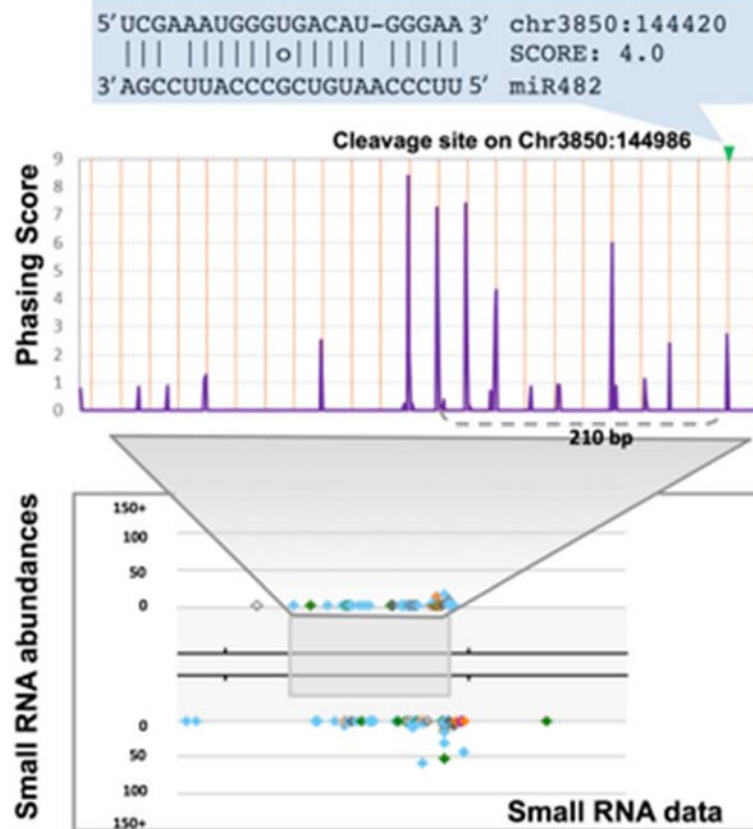 5′UCGAAAUGGGUGACAU-GGGAA 3′ chr3850:144420
||| ||||||o||||| ||||| SCORE: 4.0
3′AGCCUUACCCGCUGUAACCCUU 5′ miR482
Cleavage site on Chr3850:144986
Phasing Score
9
8
7
6
5
4
3
2
1
0
210 bp
Small RNA abundances
150+
100
50
0
0
50
100
150+
Small RNA data